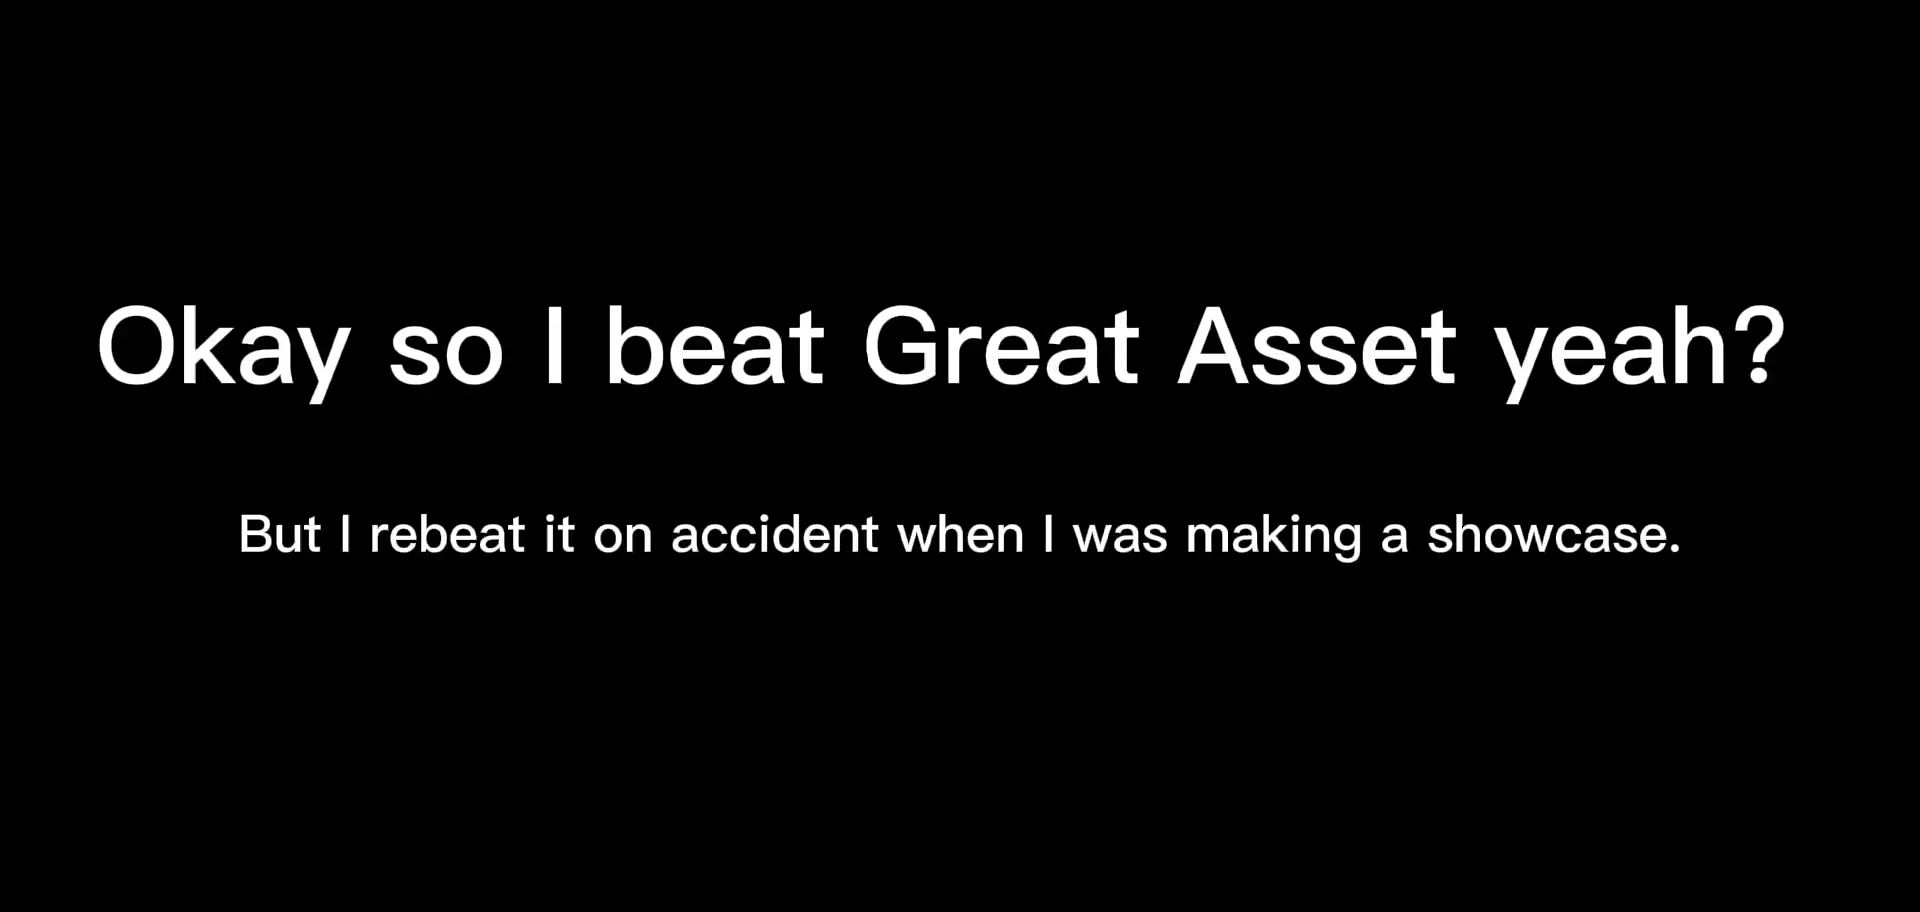 Okay so I beat Great Asset yeah?
But I rebeat it on accident when I was making a showcase.